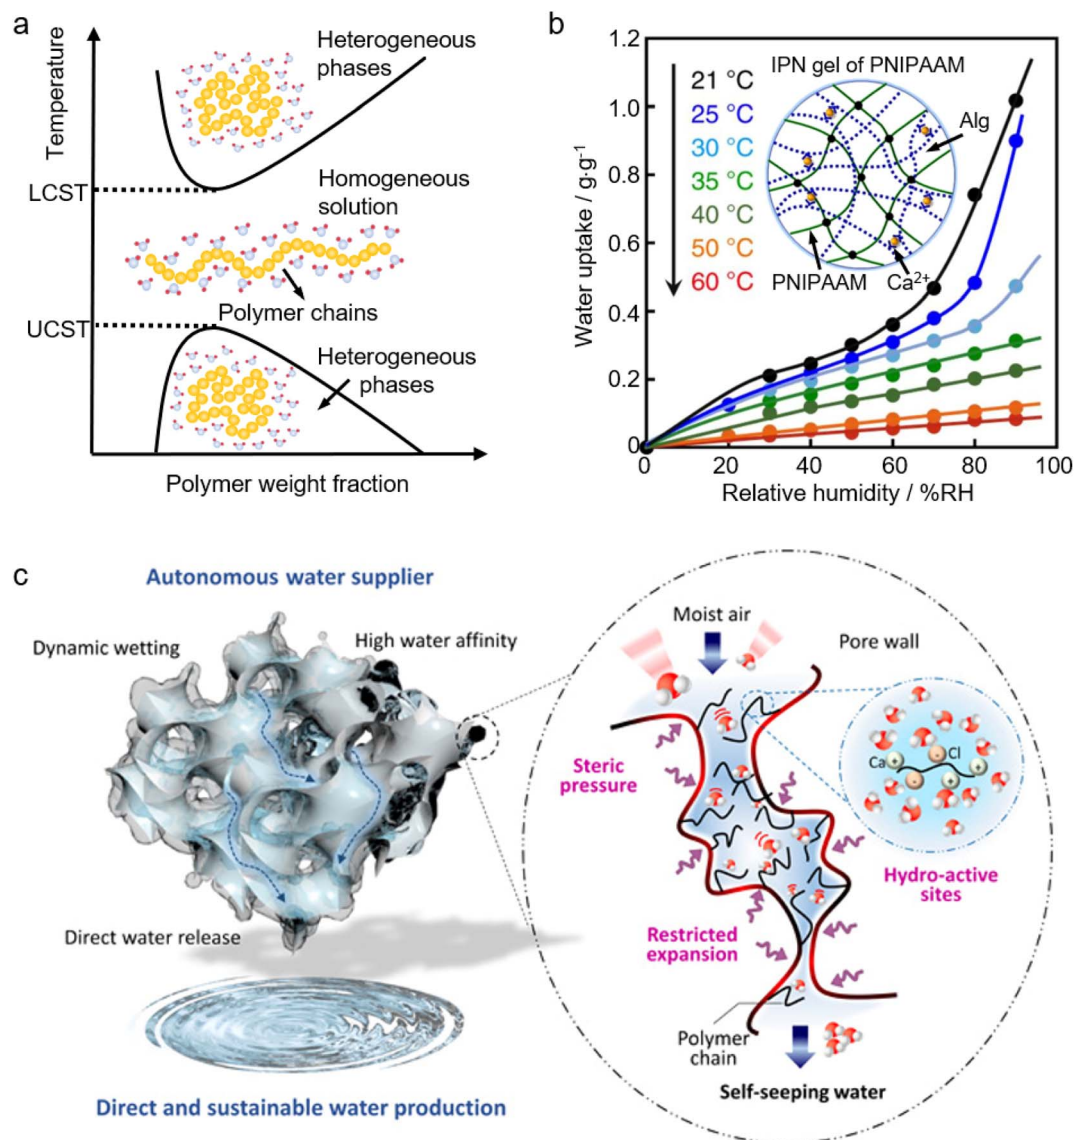 a
Temperature
LCST
UCST
Heterogeneous
phases
Homogeneous
solution
Polymer chains
Heterogeneous
phases
Polymer weight fraction
b
Water uptake / g·g⁻¹
1.2
1.0
0.8
0.6
0.4
0.2
0
0
20
40
60
80
100
Relative humidity / %RH
21 °C
25 °C
30 °C
35 °C
40 °C
50 °C
60 °C
IPN gel of PNIPAAM
Alg
PNIPAAM
Ca²⁺
c
Autonomous water supplier
Dynamic wetting
High water affinity
Direct water release
Direct and sustainable water production
Moist air
Pore wall
Steric
pressure
Ca
+
-
Cl
-
+
+
Hydro-active
sites
Restricted
expansion
Polymer
chain
Self-seeping water